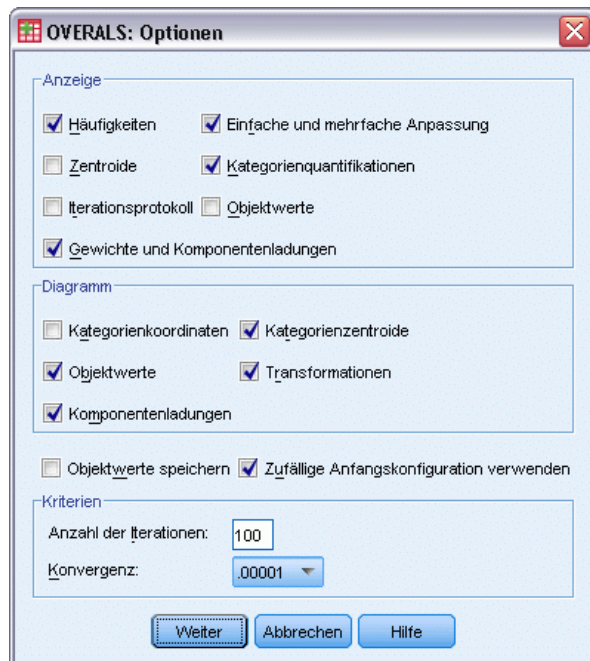 OVERALS: Optionen
Anzeige
Häufigkeiten Einfache und mehrfache Anpassung
Zentroide Kategorienquantifikationen
Iterationsprotokoll Objektwerte
Gewichte und Komponentenladungen
Diagramm
Kategorienkoordinaten Kategorienzentroide
Objektwerte Transformationen
Komponentenladungen
Objektwerte speichern Zufällige Anfangskonfiguration verwenden
Kriterien
Anzahl der Iterationen: 100
Konvergenz: .00001
Weiter Abbrechen Hilfe